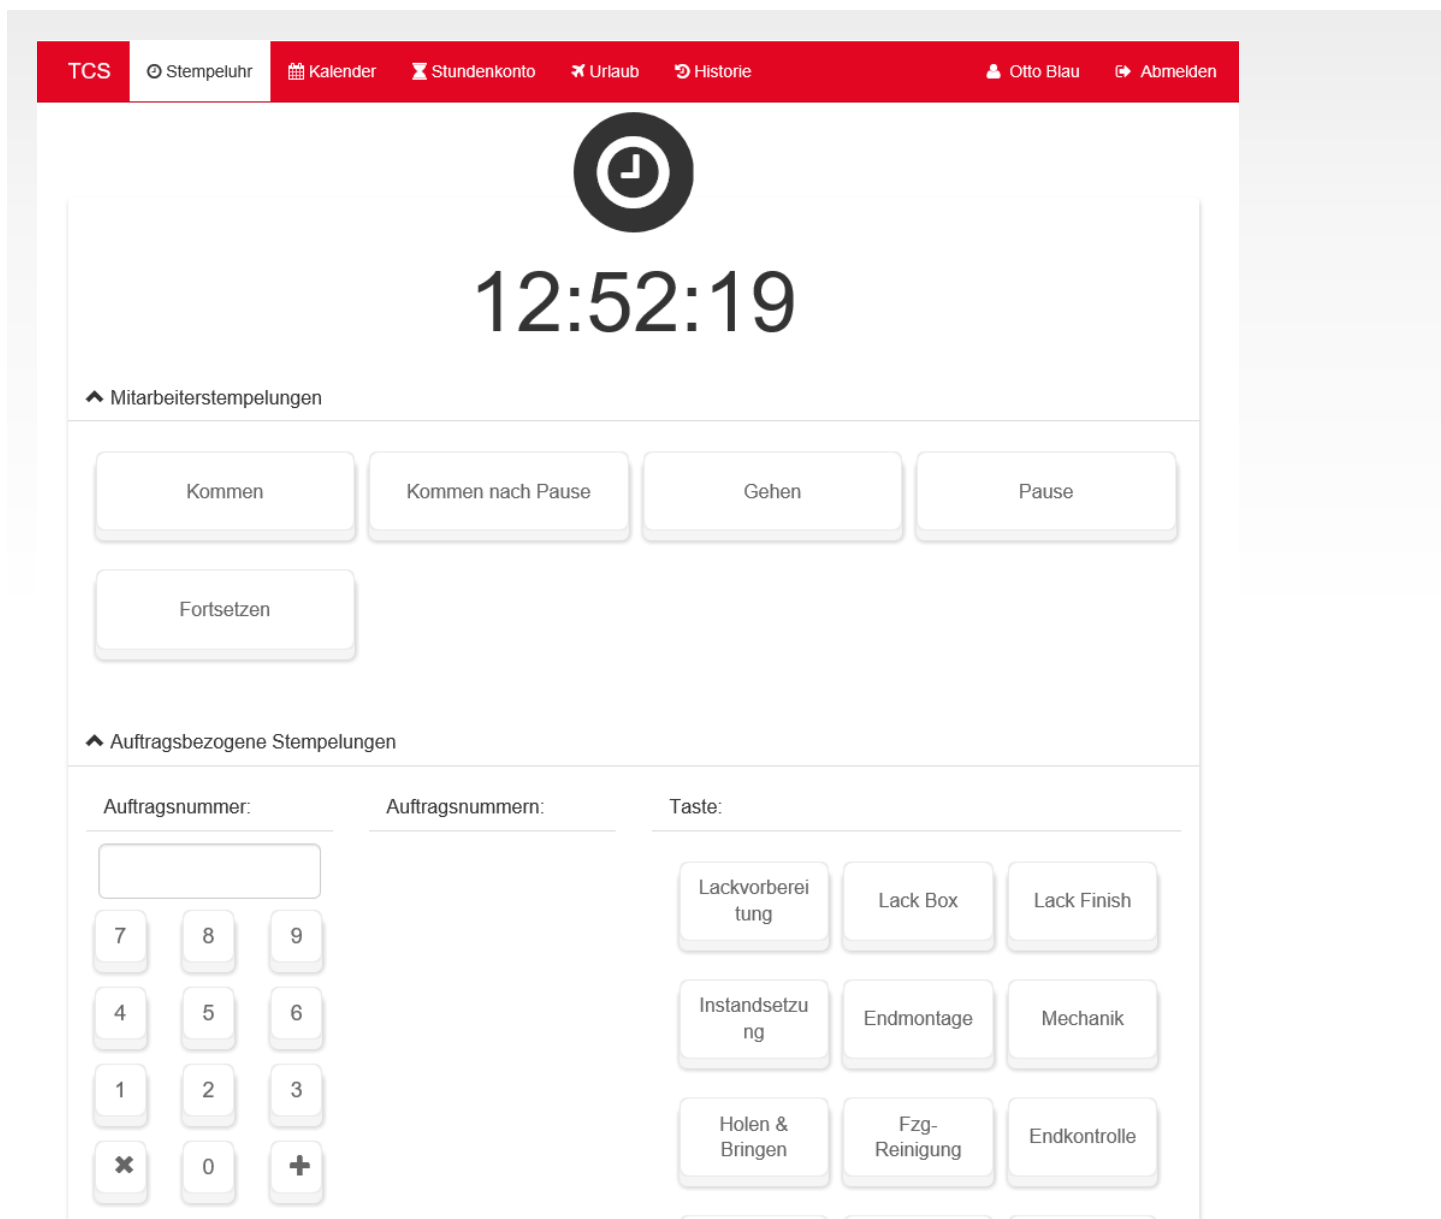 TCS Stempeluhr Kalender Stundenkonto Urlaub Historie Otto Blau Abmelden
12:52:19
Mitarbeiterstempelungen
Kommen Kommen nach Pause Gehen Pause
Fortsetzen
Auftragsbezogene Stempelungen
Auftragsnummer: Auftragsnummern: Taste:
Lackvorberei
tung
Lack Box
Lack Finish
7 8 9
Instandsetzu
ng
Endmontage
Mechanik
4 5 6
1 2 3
Holen &
Bringen
Fzg-
Reinigung
Endkontrolle
0